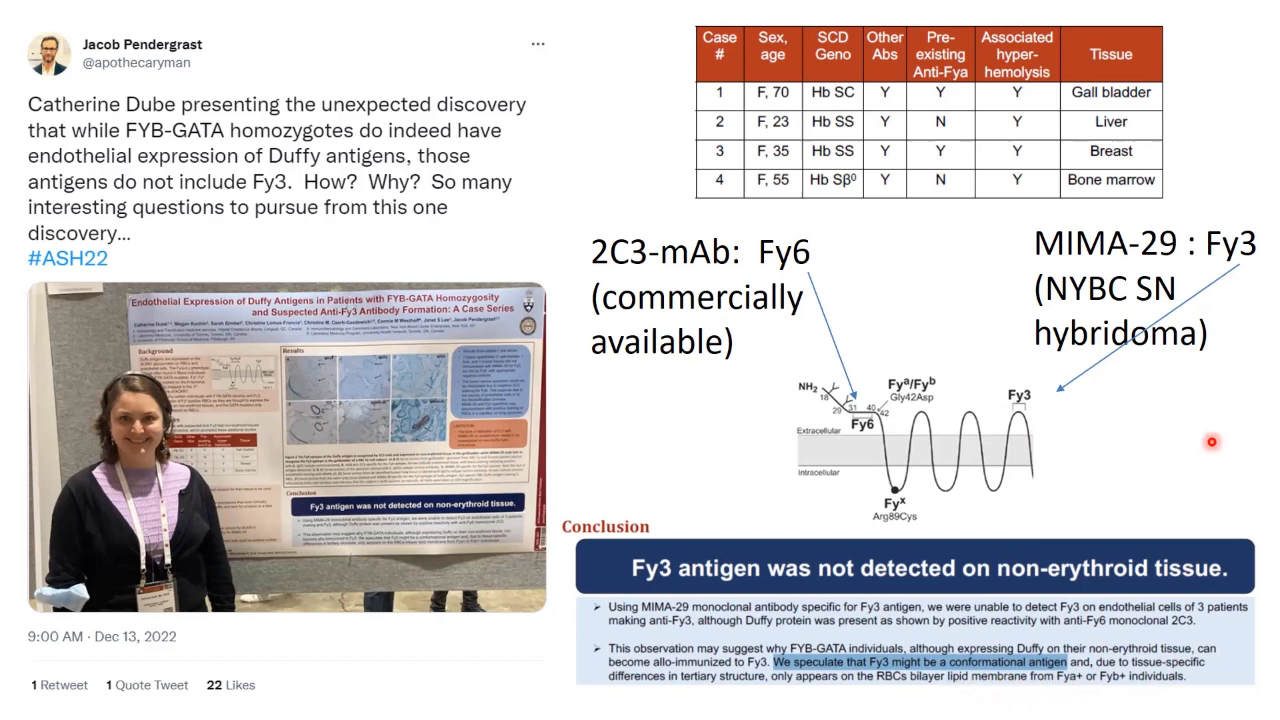 Jacob Pendergrast
@apothecaryman
...
Catherine Dube presenting the unexpected discovery
that while FYB-GATA homozygotes do indeed have
endothelial expression of Duffy antigens, those
antigens do not include Fy3. How? Why? So many
interesting questions to pursue from this one
discovery...
#ASH22
Endothelial Expression of Duffy Antigens in Patients with FYB-GATA Homozygosity
and Suspected Anti-Fy3 Antibody Formation: A Case Series
Background
Results
Conclusion
Fy3 antigen was not detected on non-erythroid tissue.
9:00 AM · Dec 13, 2022
1 Retweet 1 Quote Tweet 22 Likes
Case # Sex, age SCD Geno Other Abs Pre-existing Anti-Fya Associated hyper-hemolysis Tissue
1 F, 70 Hb SC Y Y Y Gall bladder
2 F, 23 Hb SS Y N Y Liver
3 F, 35 Hb SS Y Y Y Breast
4 F, 55 Hb Sβ⁰ Y N Y Bone marrow
2C3-mAb: Fy6
(commercially
available)
MIMA-29 : Fy3
(NYBC SN
hybridoma)
NH₂
18
29
31
40
42
Fy6
Fyᵃ/Fyᵇ
Gly42Asp
Fy3
Extracellular
Intracellular
Fyˣ
Arg89Cys
Conclusion
Fy3 antigen was not detected on non-erythroid tissue.
➢ Using MIMA-29 monoclonal antibody specific for Fy3 antigen, we were unable to detect Fy3 on endothelial cells of 3 patients
making anti-Fy3, although Duffy protein was present as shown by positive reactivity with anti-Fy6 monoclonal 2C3.
➢ This observation may suggest why FYB-GATA individuals, although expressing Duffy on their non-erythroid tissue, can
become allo-immunized to Fy3. We speculate that Fy3 might be a conformational antigen and, due to tissue-specific
differences in tertiary structure, only appears on the RBCs bilayer lipid membrane from Fya+ or Fyb+ individuals.